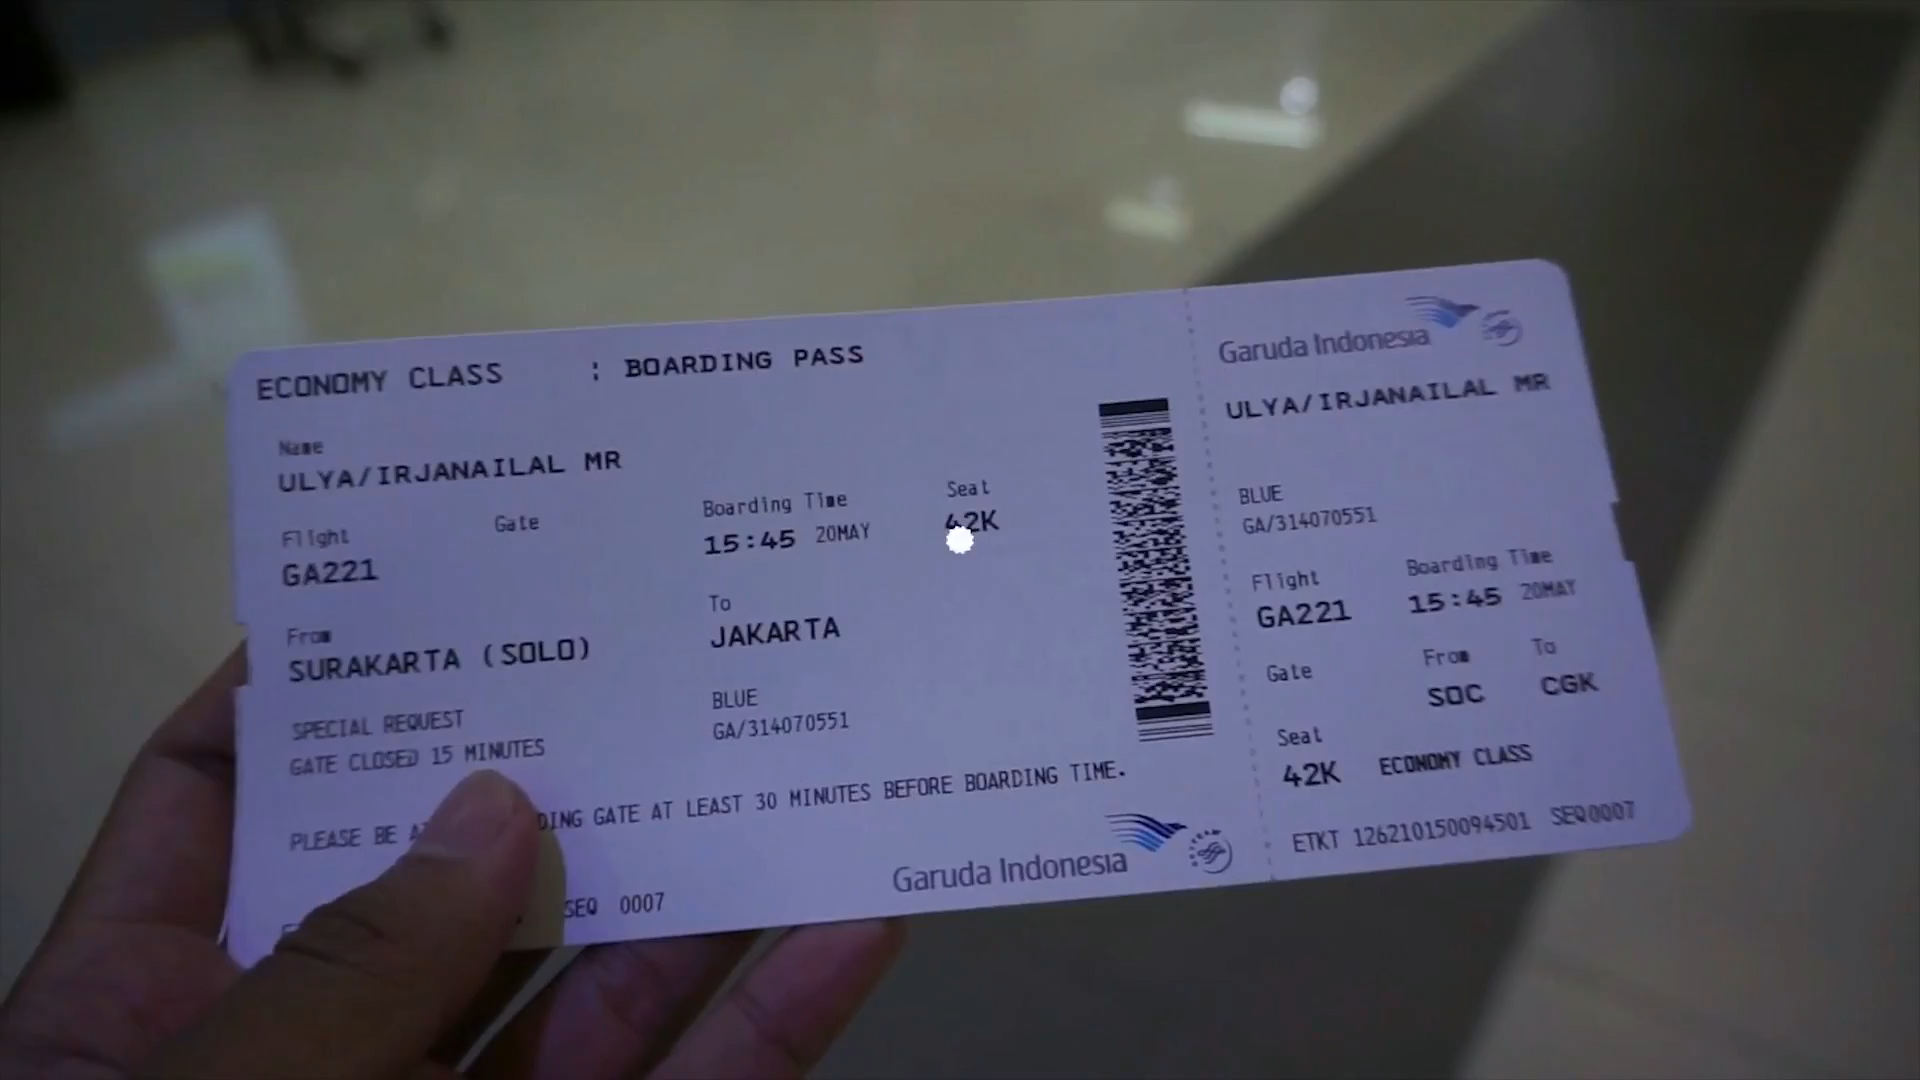 ECONOMY CLASS : BOARDING PASS
Name
ULYA/IRJANAILAL MR
Flight Gate Boarding Time Seat
GA221 15:45 20MAY 42K
From To
SURAKARTA (SOLO) JAKARTA
SPECIAL REQUEST BLUE
GATE CLOSED 15 MINUTES GA/314070551
PLEASE BE GATE AT LEAST 30 MINUTES BEFORE BOARDING TIME.
Garuda Indonesia
SEQ 0007
Garuda Indonesia
ULYA/IRJANAILAL MR
BLUE
GA/314070551
Flight Boarding Time
GA221 15:45 20MAY
Gate From To
SOC CGK
Seat
42K ECONOMY CLASS
ETKT 126210150094501 SEQ0007